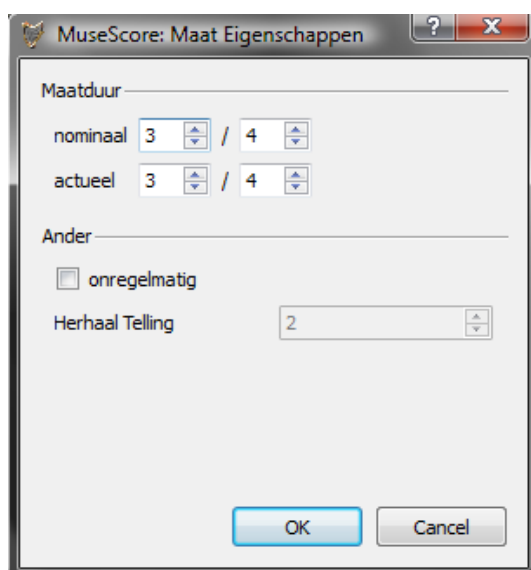 MuseScore: Maat Eigenschappen
?
Maatduur
nominaal 3 / 4
actueel 3 / 4
Ander
onregelmatig
Herhaal Telling 2
OK Cancel